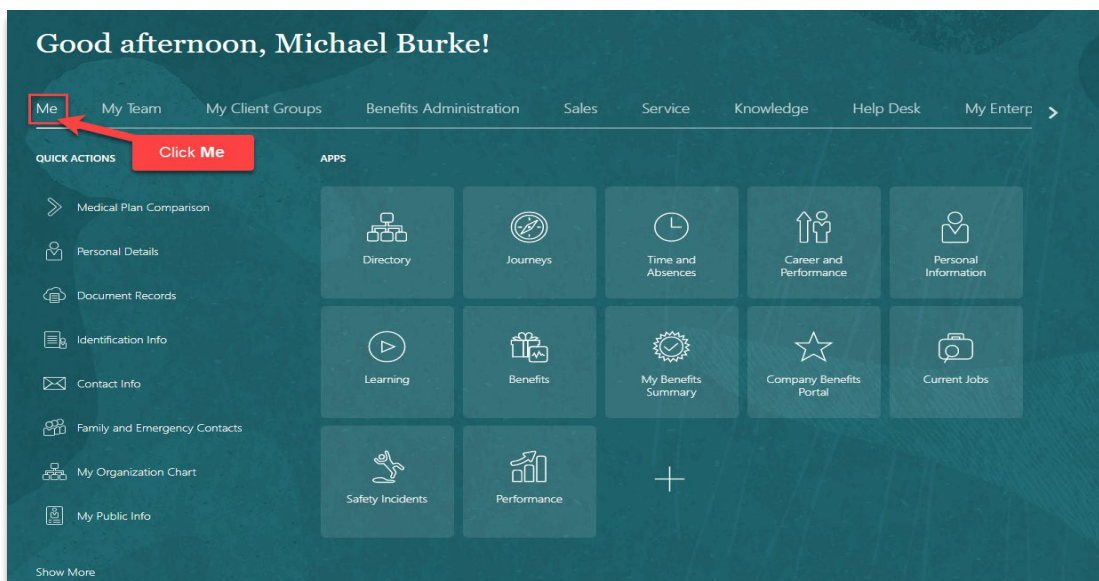 Good afternoon, Michael Burke!
Me My Team My Client Groups Benefits Administration Sales Service Knowledge Help Desk My Enterp
Click Me
QUICK ACTIONS
Medical Plan Comparison
Personal Details
Document Records
Identification Info
Contact Info
Family and Emergency Contacts
My Organization Chart
My Public Info
Show More
APPS
Directory
Journeys
Time and
Absences
Career and
Performance
Personal
Information
Learning
Benefits
My Benefits
Summary
Company Benefits
Portal
Current Jobs
Safety Incidents
Performance